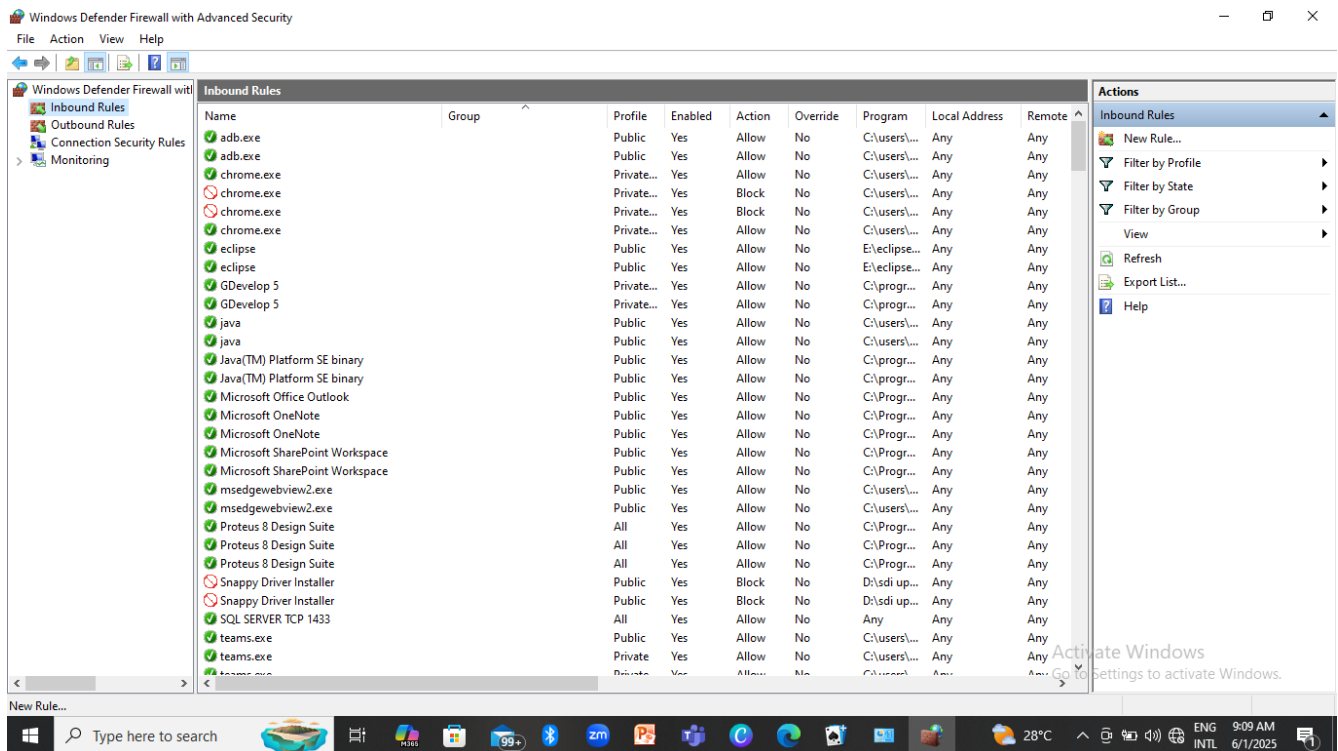 Windows Defender Firewall with Advanced Security
File Action View Help
Windows Defender Firewall witl
Inbound Rules
Outbound Rules
Connection Security Rules
Monitoring
Inbound Rules
Name Group Profile Enabled Action Override Program Local Address Remote
adb.exe Public Yes Allow No C:\users\... Any Any
adb.exe Public Yes Allow No C:\users\... Any Any
chrome.exe Private... Yes Allow No C:\users\... Any Any
chrome.exe Private... Yes Block No C:\users\... Any Any
chrome.exe Private... Yes Block No C:\users\... Any Any
chrome.exe Private... Yes Allow No C:\users\... Any Any
eclipse Public Yes Allow No E:\eclipse... Any Any
eclipse Public Yes Allow No E:\eclipse... Any Any
GDevelop 5 Private... Yes Allow No C:\progr... Any Any
GDevelop 5 Private... Yes Allow No C:\progr... Any Any
java Public Yes Allow No C:\users\... Any Any
java Public Yes Allow No C:\users\... Any Any
Java(TM) Platform SE binary Public Yes Allow No C:\progr... Any Any
Java(TM) Platform SE binary Public Yes Allow No C:\progr... Any Any
Microsoft Office Outlook Public Yes Allow No C:\Progr... Any Any
Microsoft OneNote Public Yes Allow No C:\Progr... Any Any
Microsoft OneNote Public Yes Allow No C:\Progr... Any Any
Microsoft SharePoint Workspace Public Yes Allow No C:\Progr... Any Any
Microsoft SharePoint Workspace Public Yes Allow No C:\Progr... Any Any
msedgewebview2.exe Public Yes Allow No C:\users\... Any Any
msedgewebview2.exe Public Yes Allow No C:\users\... Any Any
Proteus 8 Design Suite All Yes Allow No C:\Progr... Any Any
Proteus 8 Design Suite All Yes Allow No C:\Progr... Any Any
Proteus 8 Design Suite All Yes Allow No C:\Progr... Any Any
Snappy Driver Installer Public Yes Block No D:\sdi up... Any Any
Snappy Driver Installer Public Yes Block No D:\sdi up... Any Any
SQL SERVER TCP 1433 All Yes Allow No Any Any Any
teams.exe Public Yes Allow No C:\users\... Any Any
teams.exe Private Yes Allow No C:\users\... Any Any
teams.exe Private Yes Allow No C:\users\... Any Any
Actions
Inbound Rules
New Rule...
Filter by Profile
Filter by State
Filter by Group
View
Refresh
Export List...
Help
Activate Windows
Go to Settings to activate Windows.
New Rule...
Type here to search
M365
99+
zm
28°C
ENG
INTL
9:09 AM
6/1/2025
1